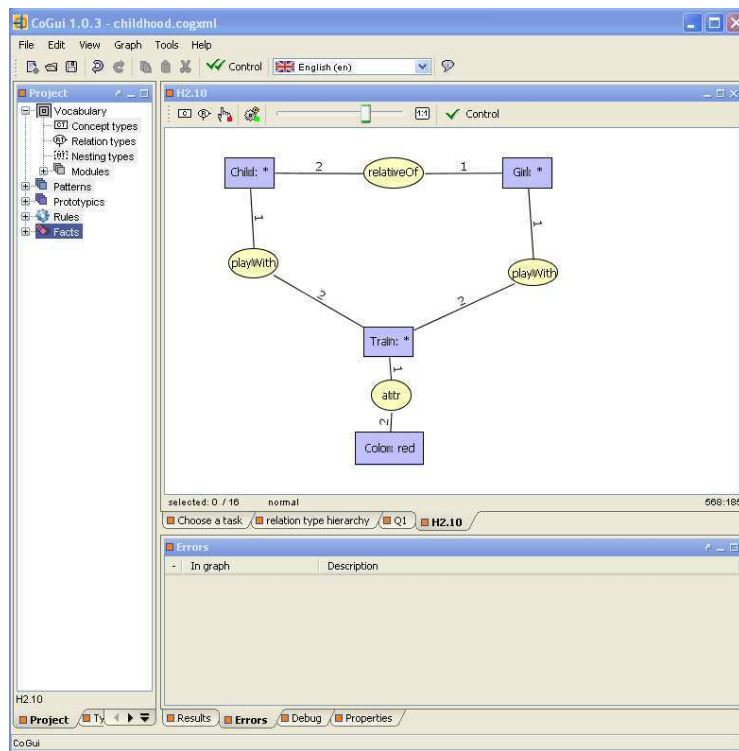 CoGui 1.0.3 - childhood.cogxml
File Edit View Graph Tools Help
Control English (en)
Project
Vocabulary
Concept types
Relation types
Nesting types
Modules
Patterns
Prototypics
Rules
Facts
H2.10
Project Ty
H2.10
1:1 Control
Child: * 2 relativeOf 1 Girl: *
1 1
playWith playWith
2 2
Train: *
1
attr
2
Color: red
selected: 0 / 16 normal 568:185
Choose a task relation type hierarchy Q1 H2.10
Errors
- In graph Description
Results Errors Debug Properties
CoGui